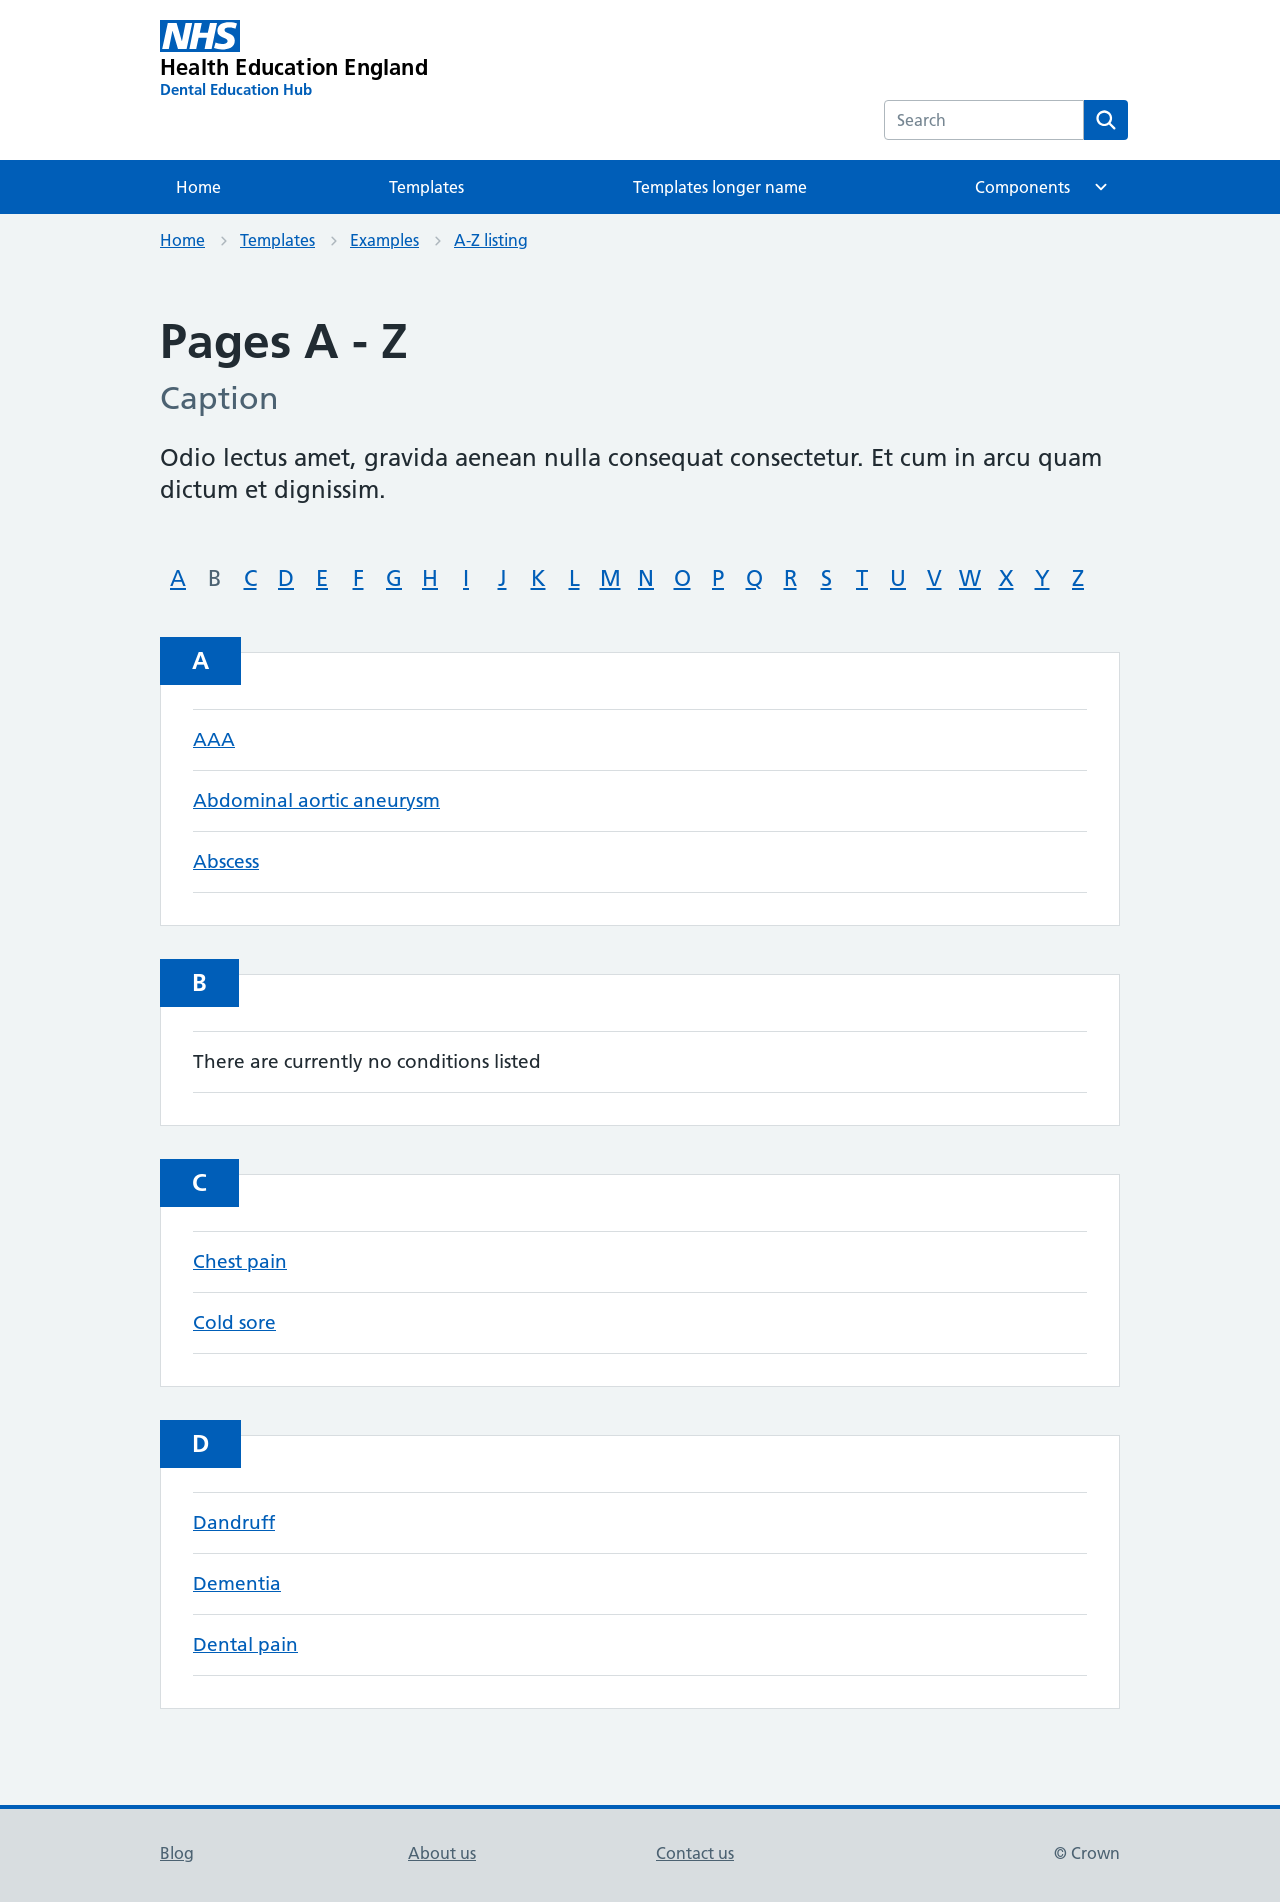 NHS
Health Education England
Dental Education Hub
Search
Home Templates Templates longer name Components
Home Templates Examples A-Z listing
Pages A - Z
Caption
Odio lectus amet, gravida aenean nulla consequat consectetur. Et cum in arcu quam
dictum et dignissim.
A B C D E F G H I J K L M N O P Q R S T U V W X Y Z
A
AAA
Abdominal aortic aneurysm
Abscess
B
There are currently no conditions listed
C
Chest pain
Cold sore
D
Dandruff
Dementia
Dental pain
Blog About us Contact us © Crown